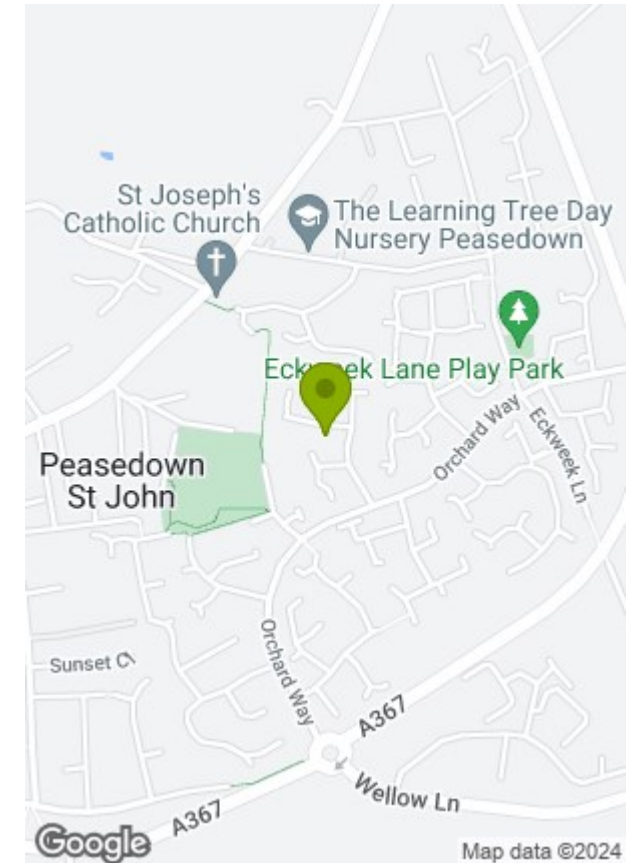 St Joseph's
Catholic Church
The Learning Tree Day
Nursery Peasedown
Eckweek Lane Play Park
Orchard Way
Eckweek Ln
Peasedown
St John
Sunset
Orchard Way
A367
Wellow Ln
A367
Google
Map data ©2024